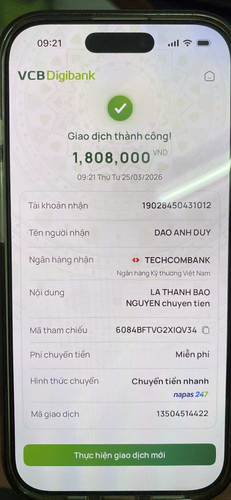 09:21
VCB Digibank
Giao dịch thành công!
1,808,000 VND
09:21 Thứ Tư 25/03/2026
Tài khoản nhận 19028450431012
Tên người nhận DAO ANH DUY
Ngân hàng nhận TECHCOMBANK
Ngân hàng Kỹ thương Việt Nam
Nội dung LA THANH BAO
NGUYEN chuyen tien
Mã tham chiếu 6084BFTVG2XIQV34
Phí chuyển tiền Miễn phí
Hình thức chuyển Chuyển tiền nhanh
napas 247
Mã giao dịch 13504514422
Thực hiện giao dịch mới